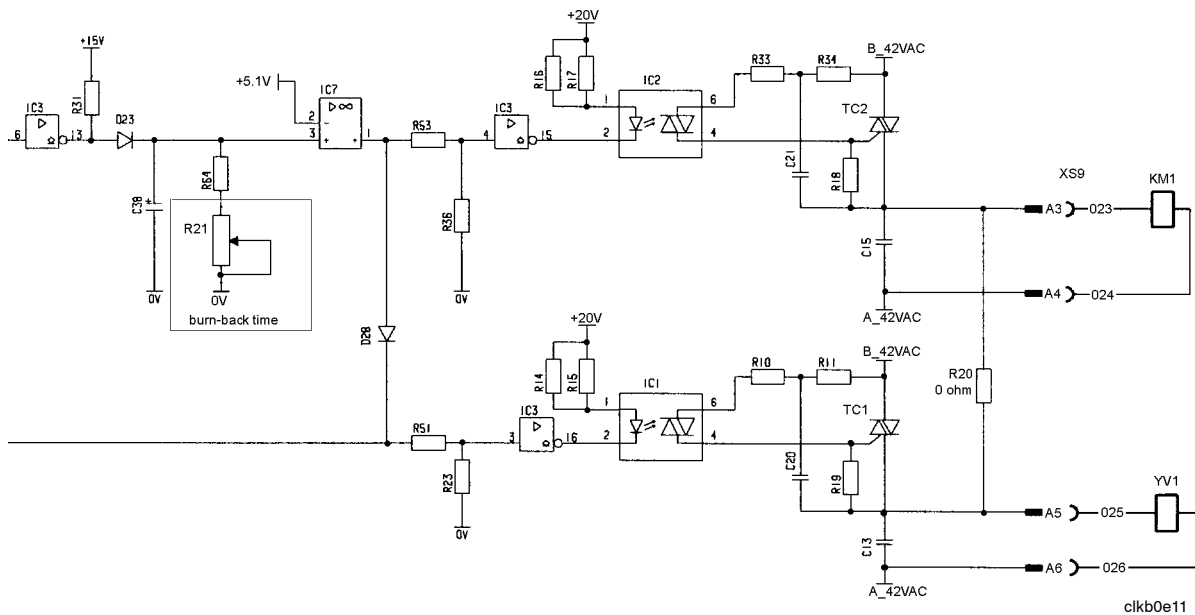 +20V
+15V
R16
R17
IC2
R33
R34
B_42VAC
R31
+5.1V
IC7
1
6
TC2
IC3
D23
▷∞
2
-
IC3
6
▷
13
3
+
+
1
R53
4
▷
15
2
4
C21
R18
XS9
KM1
R64
C38
+
R21
R36
A3
023
C15
0V
0V
0V
A4
024
burn-back time
A_42VAC
+20V
D28
B_42VAC
R14
R15
IC1
R10
R11
R20
0 ohm
1
6
TC1
R51
IC3
3
▷
16
2
4
R23
C20
R19
YV1
A5
025
0V
C13
A6
026
A_42VAC
clkb0e11